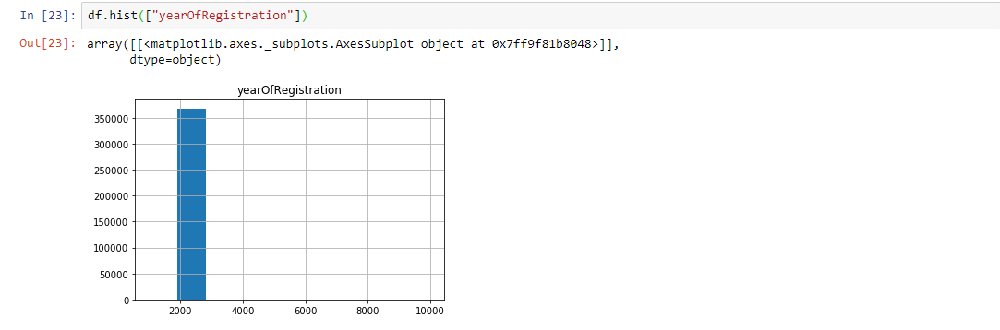 In [23]: df.hist(["yearOfRegistration"])
Out[23]: array([[<matplotlib.axes._subplots.AxesSubplot object at 0x7ff9f81b8048>]],
dtype=object)
yearOfRegistration
350000
300000
250000
200000
150000
100000
50000
0
2000 4000 6000 8000 10000